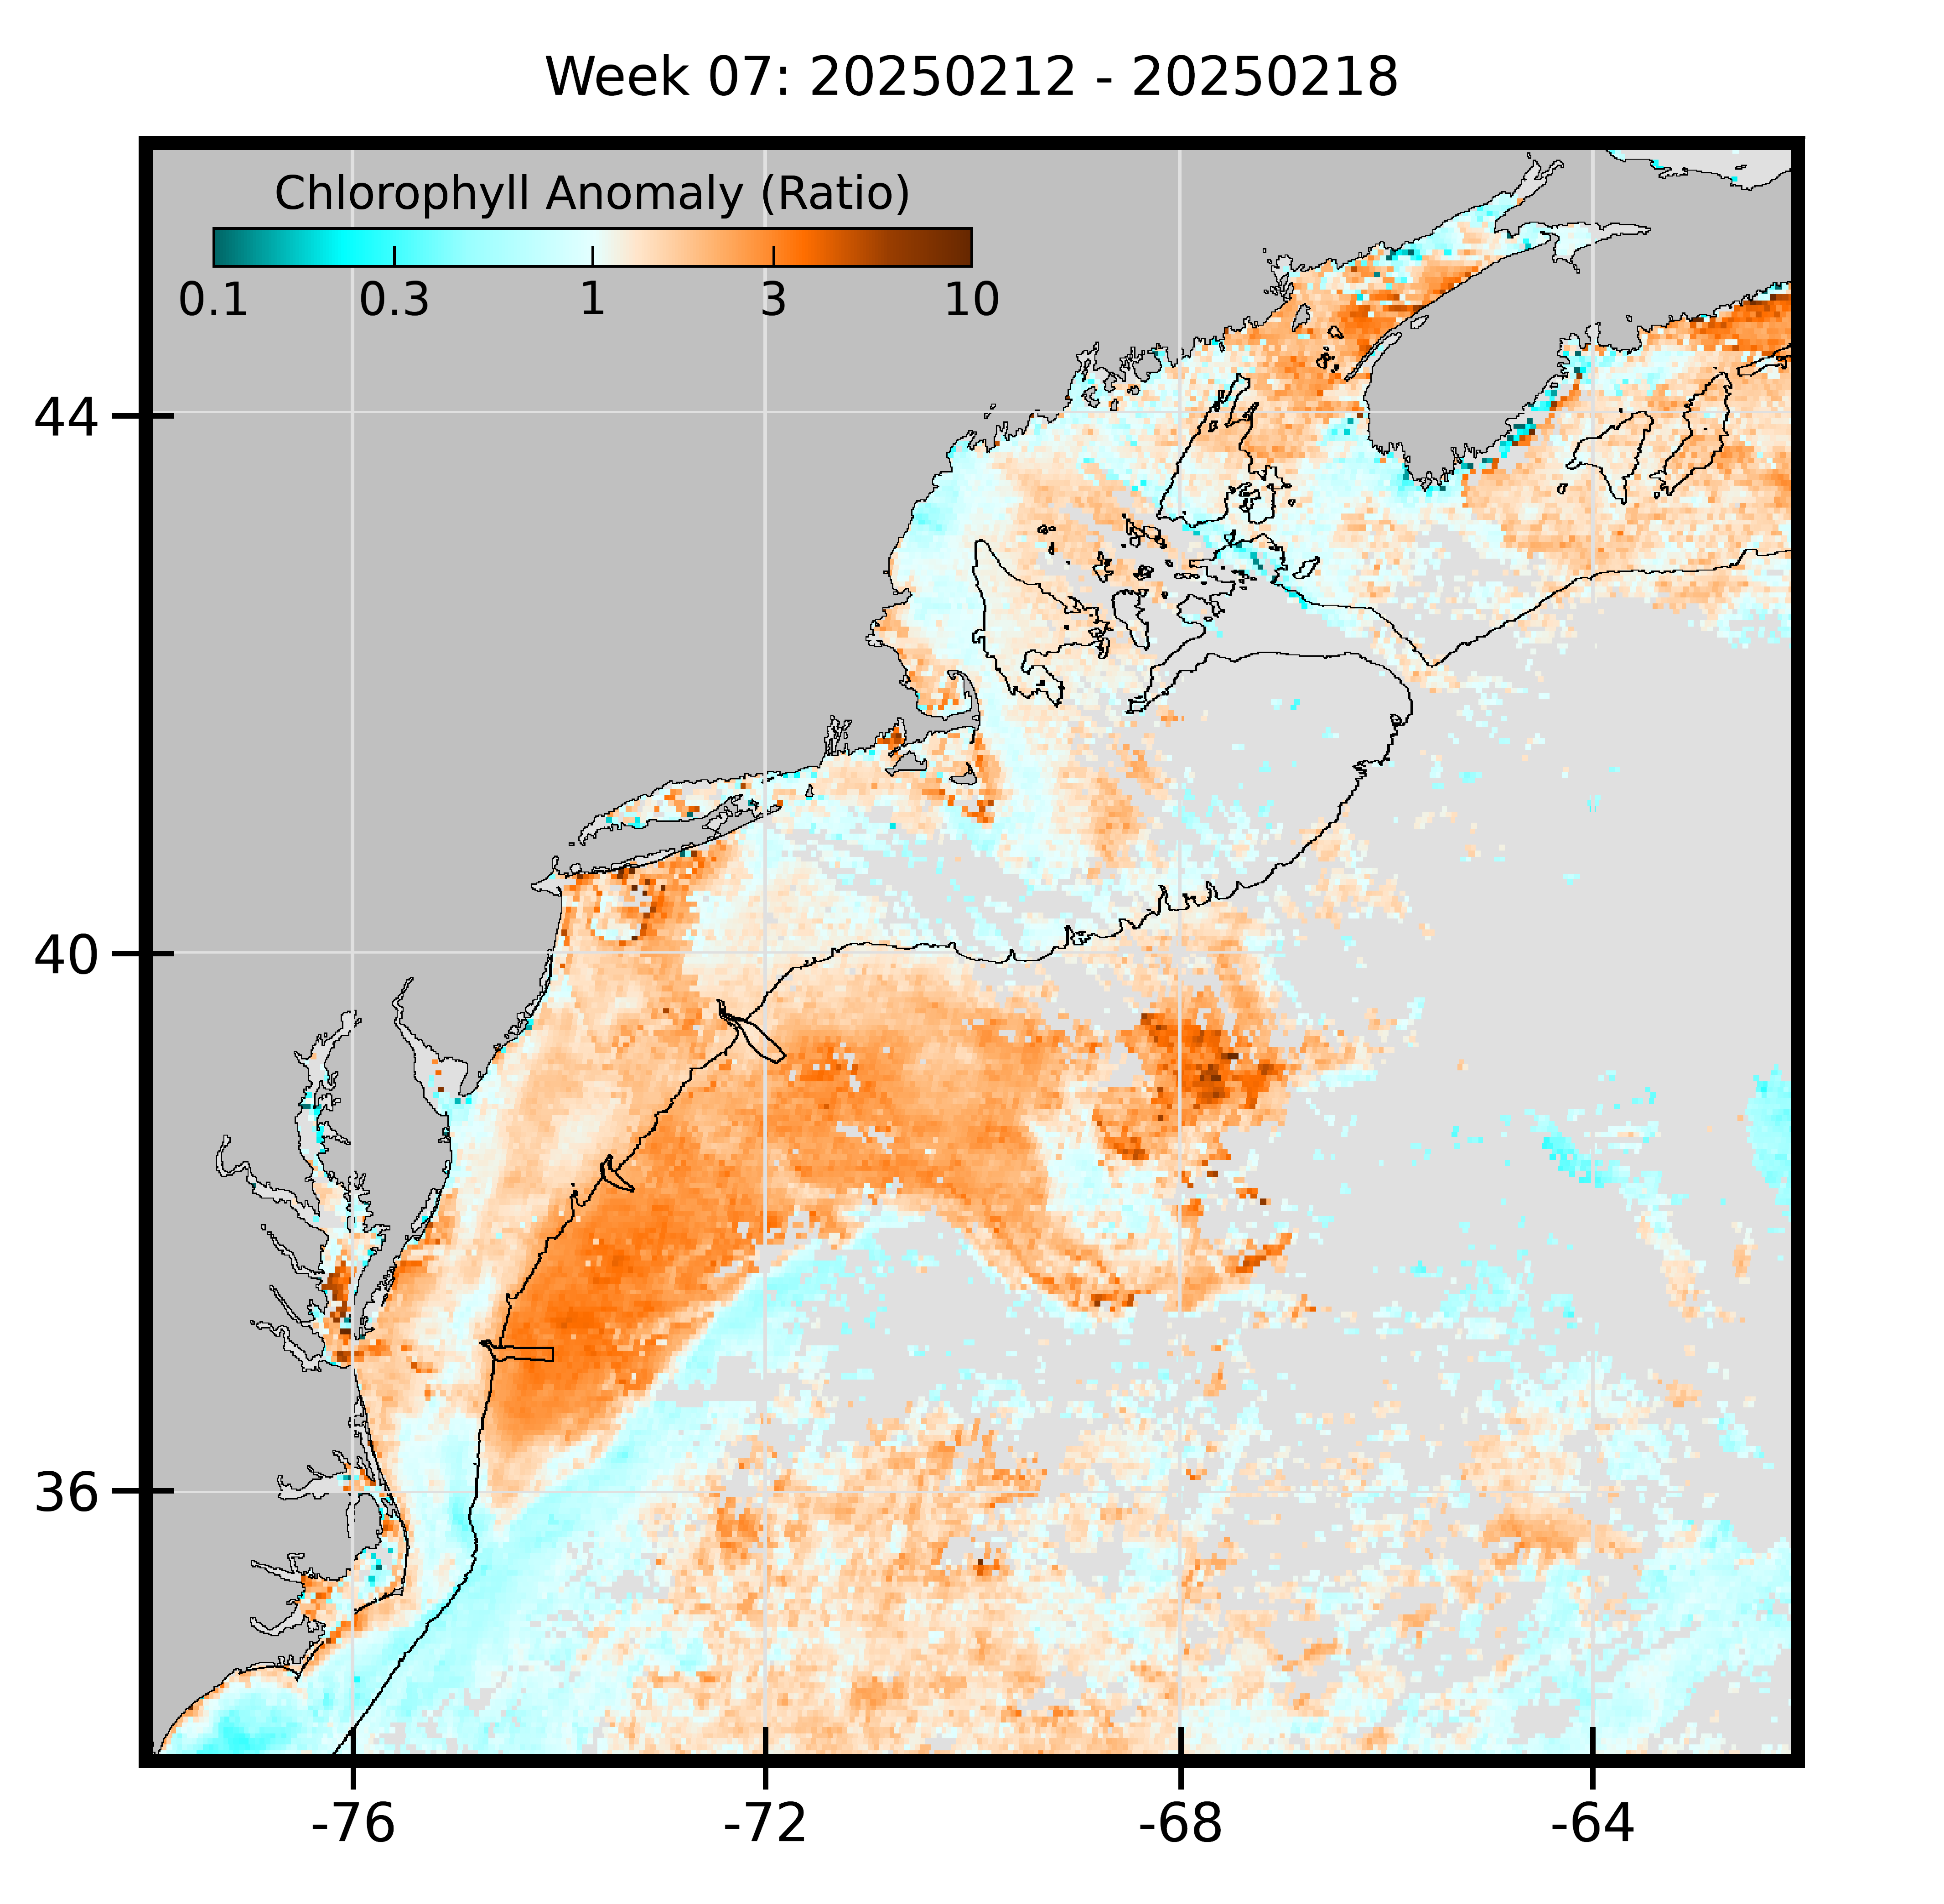 Week 07: 20250212 - 20250218
Chlorophyll Anomaly (Ratio)
0.1 0.3 1 3 10
44
40
36
-76 -72 -68 -64